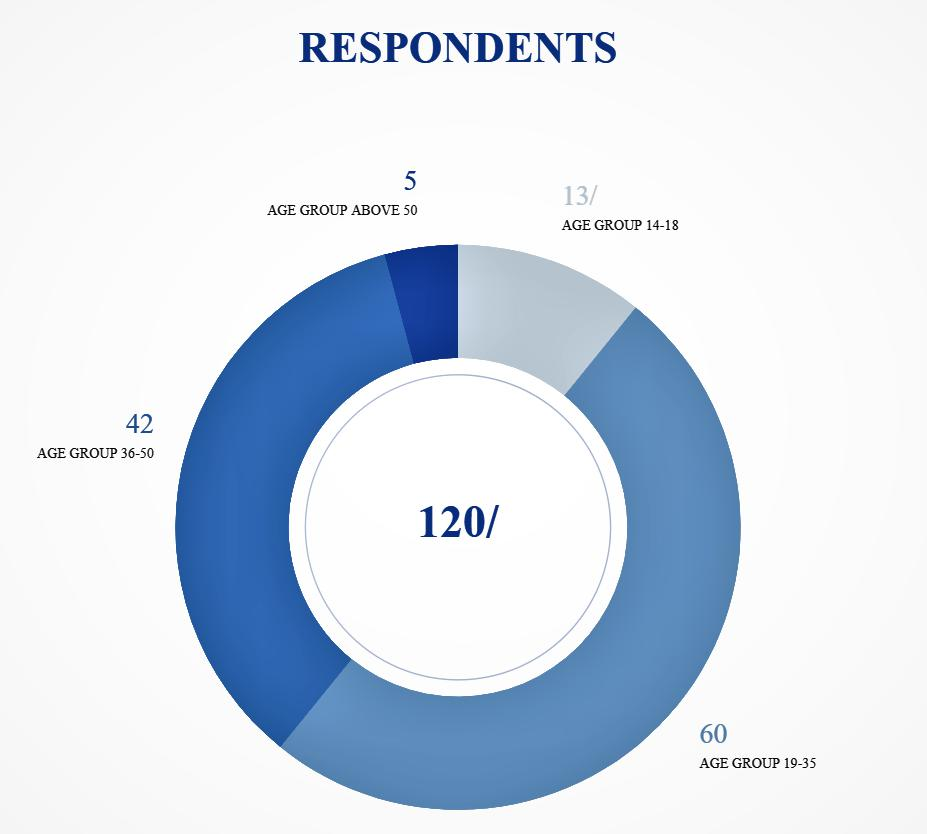 RESPONDENTS
5
AGE GROUP ABOVE 50
13/
AGE GROUP 14-18
42
AGE GROUP 36-50
120/
60
AGE GROUP 19-35